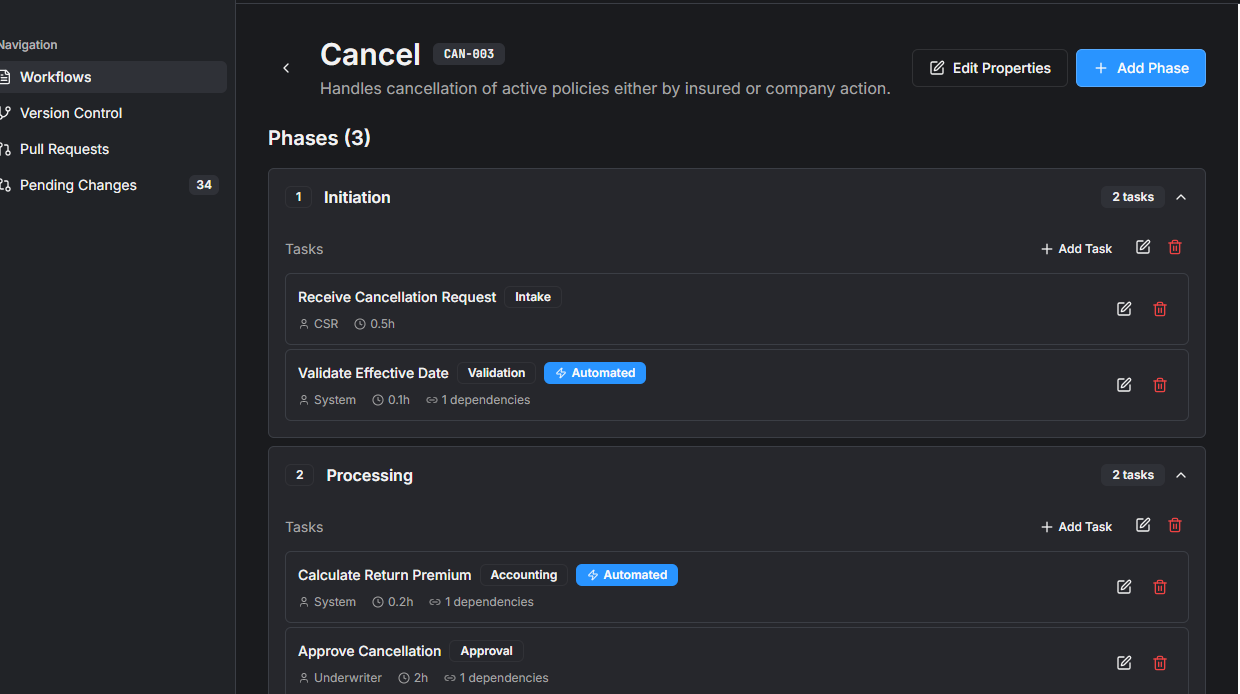 Navigation
Workflows
Version Control
Pull Requests
Pending Changes 34
Cancel CAN-003
Handles cancellation of active policies either by insured or company action.
Edit Properties
+ Add Phase
Phases (3)
1 Initiation 2 tasks
Tasks + Add Task
Receive Cancellation Request Intake
CSR 0.5h
Validate Effective Date Validation Automated
System 0.1h 1 dependencies
2 Processing 2 tasks
Tasks + Add Task
Calculate Return Premium Accounting Automated
System 0.2h 1 dependencies
Approve Cancellation Approval
Underwriter 2h 1 dependencies